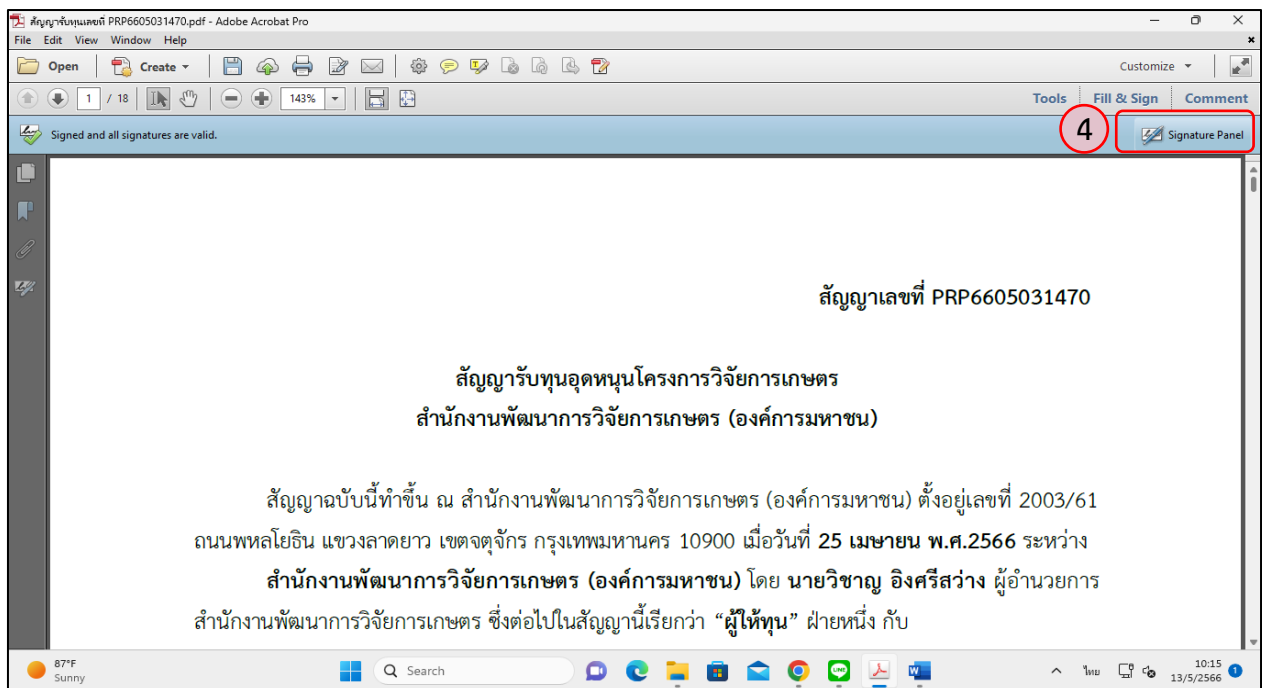 สัญญารับทุนเลขที่ PRP6605031470.pdf - Adobe Acrobat Pro
File Edit View Window Help
Open Create Customize
1 / 18 143% Tools Fill & Sign Comment
Signed and all signatures are valid. 4 Signature Panel
สัญญาเลขที่ PRP6605031470
สัญญารับทุนอุดหนุนโครงการวิจัยการเกษตร
สำนักงานพัฒนาการวิจัยการเกษตร (องค์การมหาชน)
สัญญาฉบับนี้ทำขึ้น ณ สำนักงานพัฒนาการวิจัยการเกษตร (องค์การมหาชน) ตั้งอยู่เลขที่ 2003/61
ถนนพหลโยธิน แขวงลาดยาว เขตจตุจักร กรุงเทพมหานคร 10900 เมื่อวันที่ 25 เมษายน พ.ศ.2566 ระหว่าง
สำนักงานพัฒนาการวิจัยการเกษตร (องค์การมหาชน) โดย นายวิชาญ อิงศรีสว่าง ผู้อำนวยการ
สำนักงานพัฒนาการวิจัยการเกษตร ซึ่งต่อไปในสัญญานี้เรียกว่า “ผู้ให้ทุน” ฝ่ายหนึ่ง กับ
87°F
Sunny
Search
ไทย
10:15
13/5/2566 1